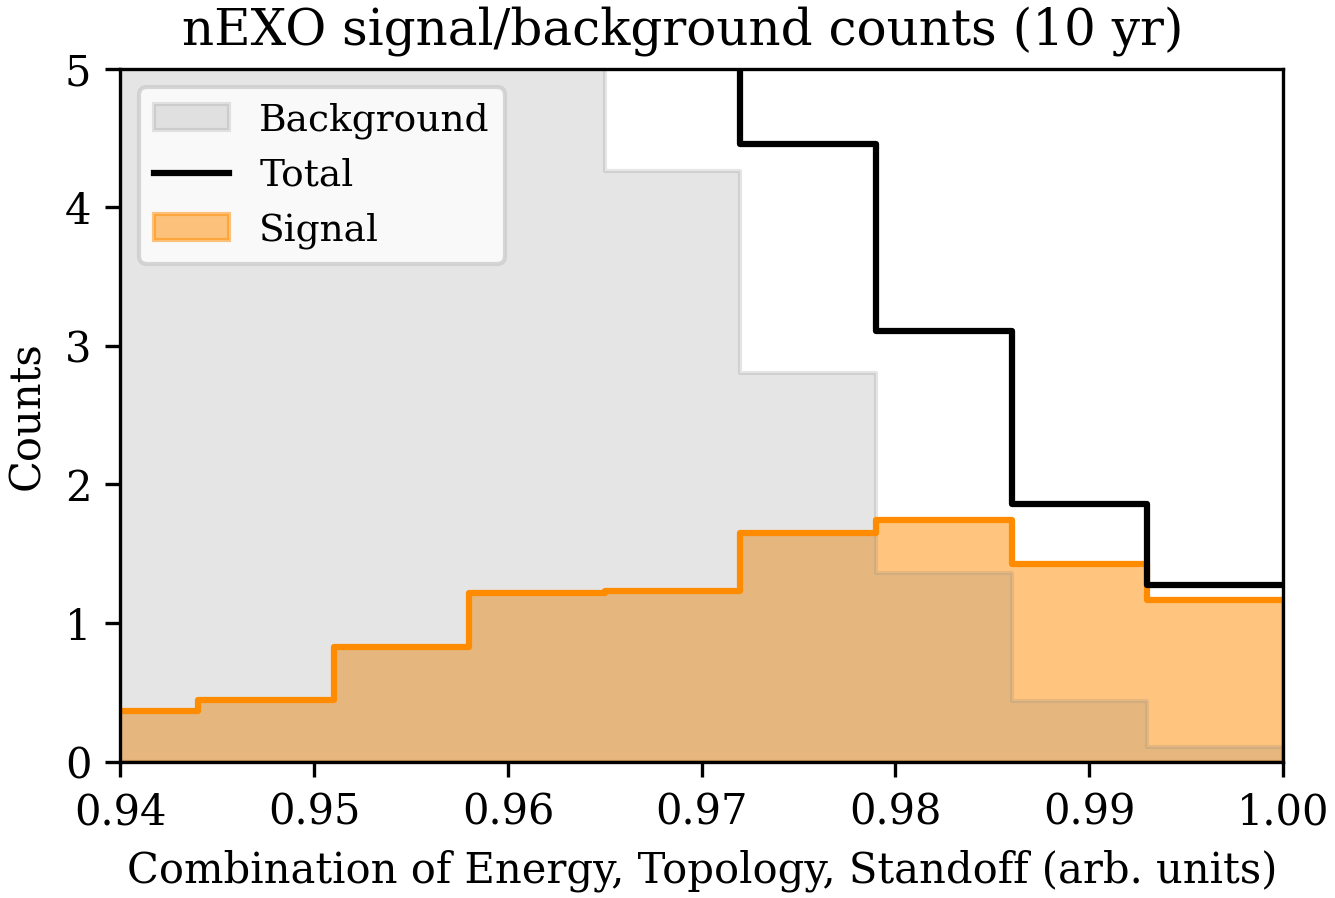 nEXO signal/background counts (10 yr)
5
4
3
2
1
0
Counts
Background
Total
Signal
0.94 0.95 0.96 0.97 0.98 0.99 1.00
Combination of Energy, Topology, Standoff (arb. units)